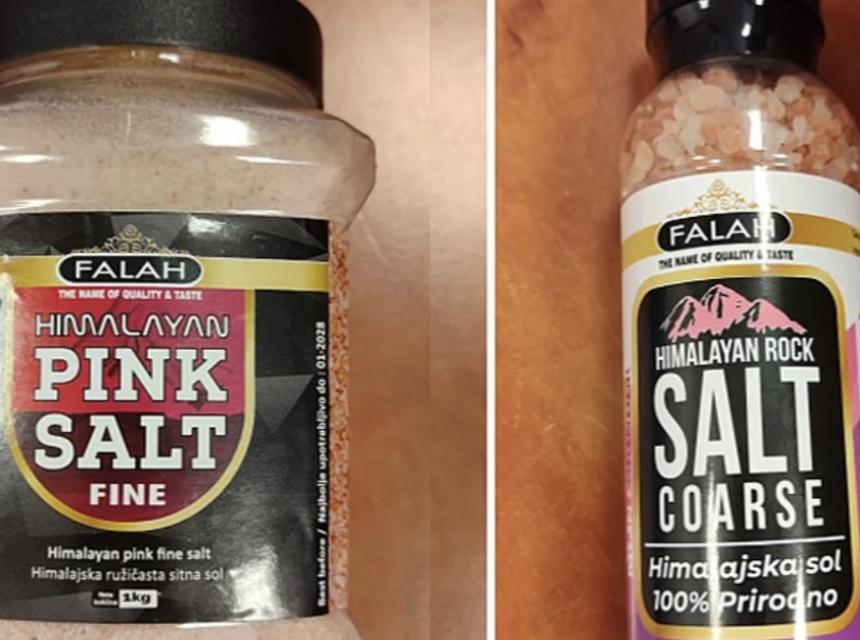 FALAH
THE NAME OF QUALITY & TASTE
HIMALAYAN
PINK
SALT
FINE
Himalayan pink fine salt
Himalajska ružičasta sitna sol
1kg
Best before / Najbolje upotrebljivo do : 01-2028
FALAH
THE NAME OF QUALITY & TASTE
HIMALAYAN ROCK
SALT
COARSE
Himalajska sol
100% Prirodno